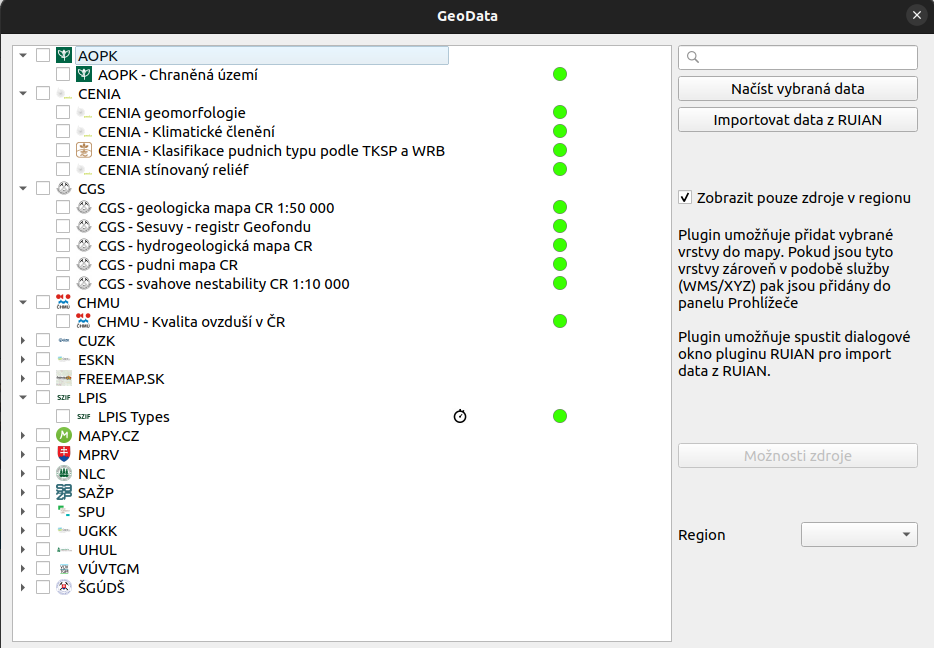 GeoData
AOPK
AOPK - Chraněná území
CENIA
CENIA geomorfologie
CENIA - Klimatické členění
CENIA - Klasifikace pudnich typu podle TKSP a WRB
CENIA stínovaný reliéf
CGS
CGS - geologicka mapa CR 1:50 000
CGS - Sesuvy - registr Geofondu
CGS - hydrogeologická mapa CR
CGS - pudni mapa CR
CGS - svahove nestability CR 1:10 000
CHMU
CHMU - Kvalita ovzduší v ČR
CUZK
ESKN
FREEMAP.SK
SZIF LPIS
SZIF LPIS Types
MAPY.CZ
MPRV
NLC
SAŽP
SPU
UGKK
UHUL
VÚVTGM
ŠGÚDŠ
Načíst vybraná data
Importovat data z RUIAN
Zobrazit pouze zdroje v regionu
Plugin umožňuje přidat vybrané
vrstvy do mapy. Pokud jsou tyto
vrstvy zároveň v podobě služby
(WMS/XYZ) pak jsou přidány do
panelu Prohlížeče
Plugin umožňuje spustit dialogové
okno pluginu RUIAN pro import
data z RUIAN.
Možnosti zdroje
Region